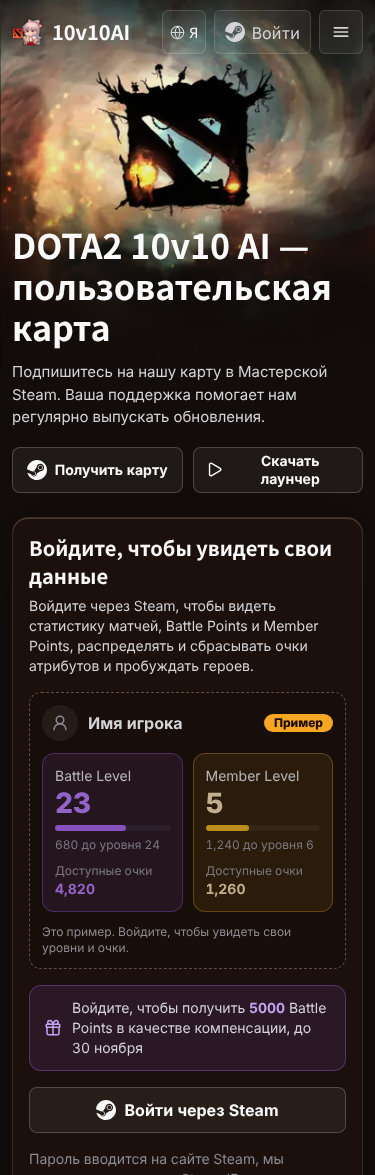 10v10AI
Я
Войти
DOTA2 10v10 AI —
пользовательская
карта
Подпишитесь на нашу карту в Мастерской
Steam. Ваша поддержка помогает нам
регулярно выпускать обновления.
Получить карту
Скачать
лаунчер
Войдите, чтобы увидеть свои
данные
Войдите через Steam, чтобы видеть
статистику матчей, Battle Points и Member
Points, распределять и сбрасывать очки
атрибутов и пробуждать героев.
Имя игрока
Пример
Battle Level
23
680 до уровня 24
Доступные очки
4,820
Member Level
5
1,240 до уровня 6
Доступные очки
1,260
Это пример. Войдите, чтобы увидеть свои
уровни и очки.
Войдите, чтобы получить 5000 Battle
Points в качестве компенсации, до
30 ноября
Войти через Steam
Пароль вводится на сайте Steam, мы